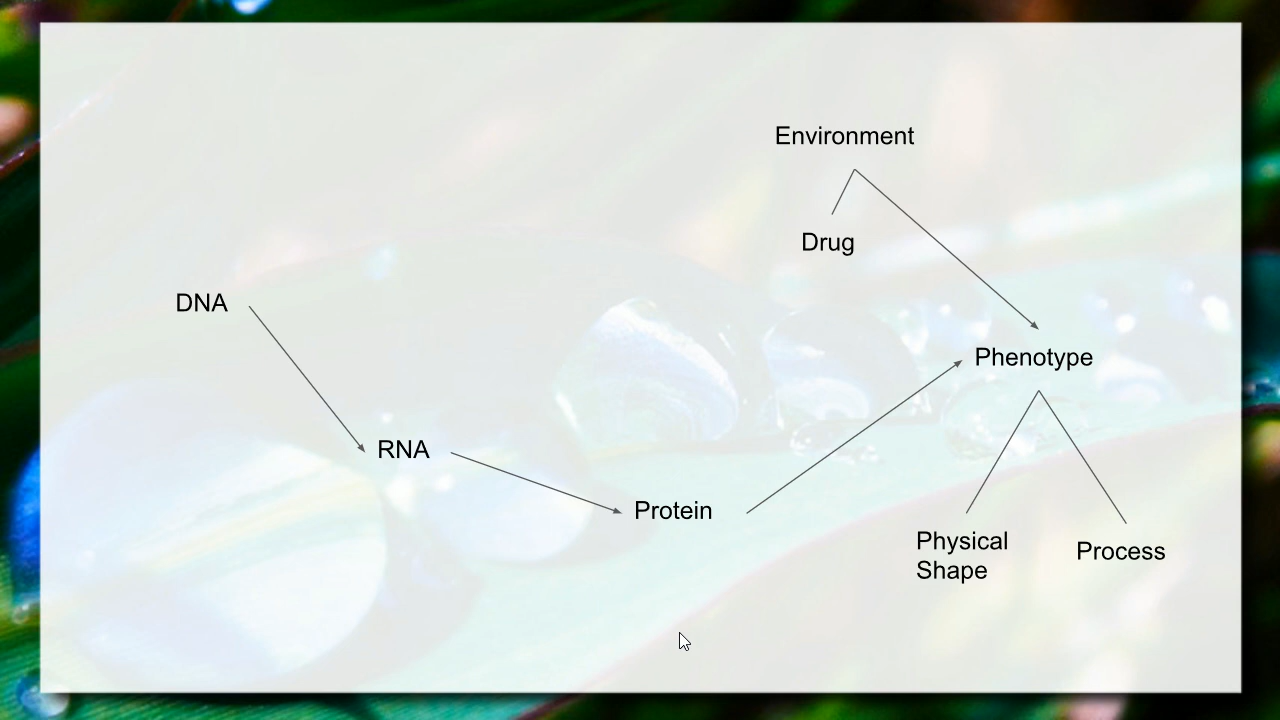 Environment
Drug
DNA
Phenotype
RNA
Protein
Physical
Shape
Process